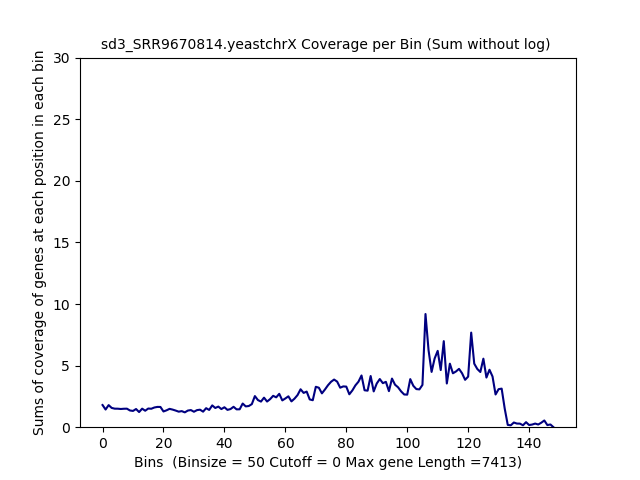 sd3_SRR9670814.yeastchrX Coverage per Bin (Sum without log)
Sums of coverage of genes at each position in each bin
30
25
20
15
10
5
0
0 20 40 60 80 100 120 140
Bins  (Binsize = 50 Cutoff = 0 Max gene Length =7413)